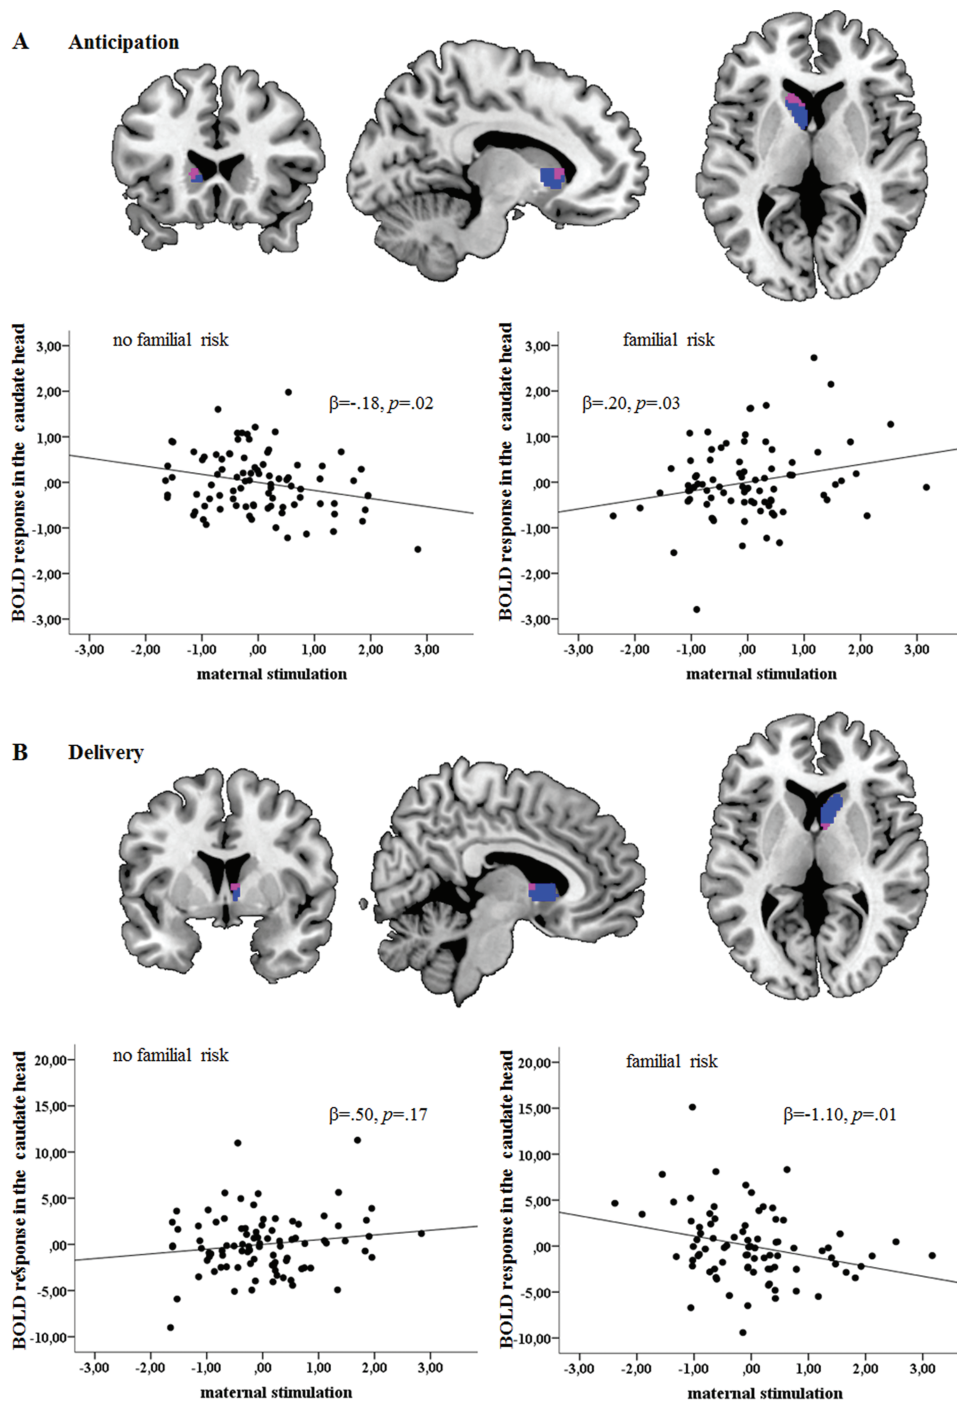 A Anticipation
no familial risk
β=-.18, p=.02
BOLD response in the caudate head
3,00
2,00
1,00
,00
-1,00
-2,00
-3,00
-3,00 -2,00 -1,00 ,00 1,00 2,00 3,00
maternal stimulation
familial risk
β=.20, p=.03
BOLD response in the caudate head
3,00
2,00
1,00
,00
-1,00
-2,00
-3,00
-3,00 -2,00 -1,00 ,00 1,00 2,00 3,00
maternal stimulation
B Delivery
no familial risk
β=.50, p=.17
BOLD response in the caudate head
20,00
15,00
10,00
5,00
,00
-5,00
-10,00
-3,00 -2,00 -1,00 ,00 1,00 2,00 3,00
maternal stimulation
familial risk
β=-1.10, p=.01
BOLD response in the caudate head
20,00
15,00
10,00
5,00
,00
-5,00
-10,00
-3,00 -2,00 -1,00 ,00 1,00 2,00 3,00
maternal stimulation